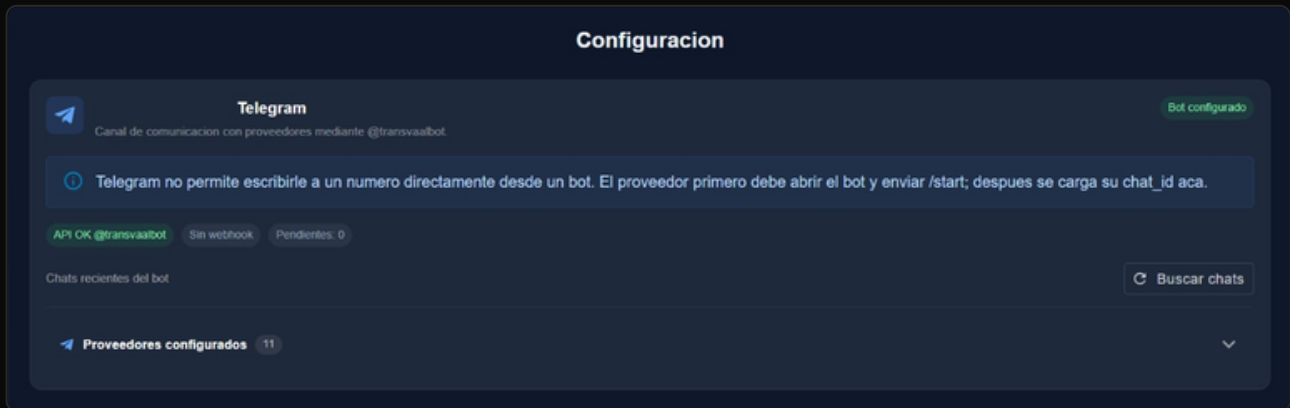 Configuracion
Telegram
Bot configurado
Canal de comunicacion con proveedores mediante @transvaalbot.
Telegram no permite escribirle a un numero directamente desde un bot. El proveedor primero debe abrir el bot y enviar /start; despues se carga su chat_id aca.
API OK @transvaalbot Sin webhook Pendientes: 0
Chats recientes del bot
Buscar chats
Proveedores configurados 11